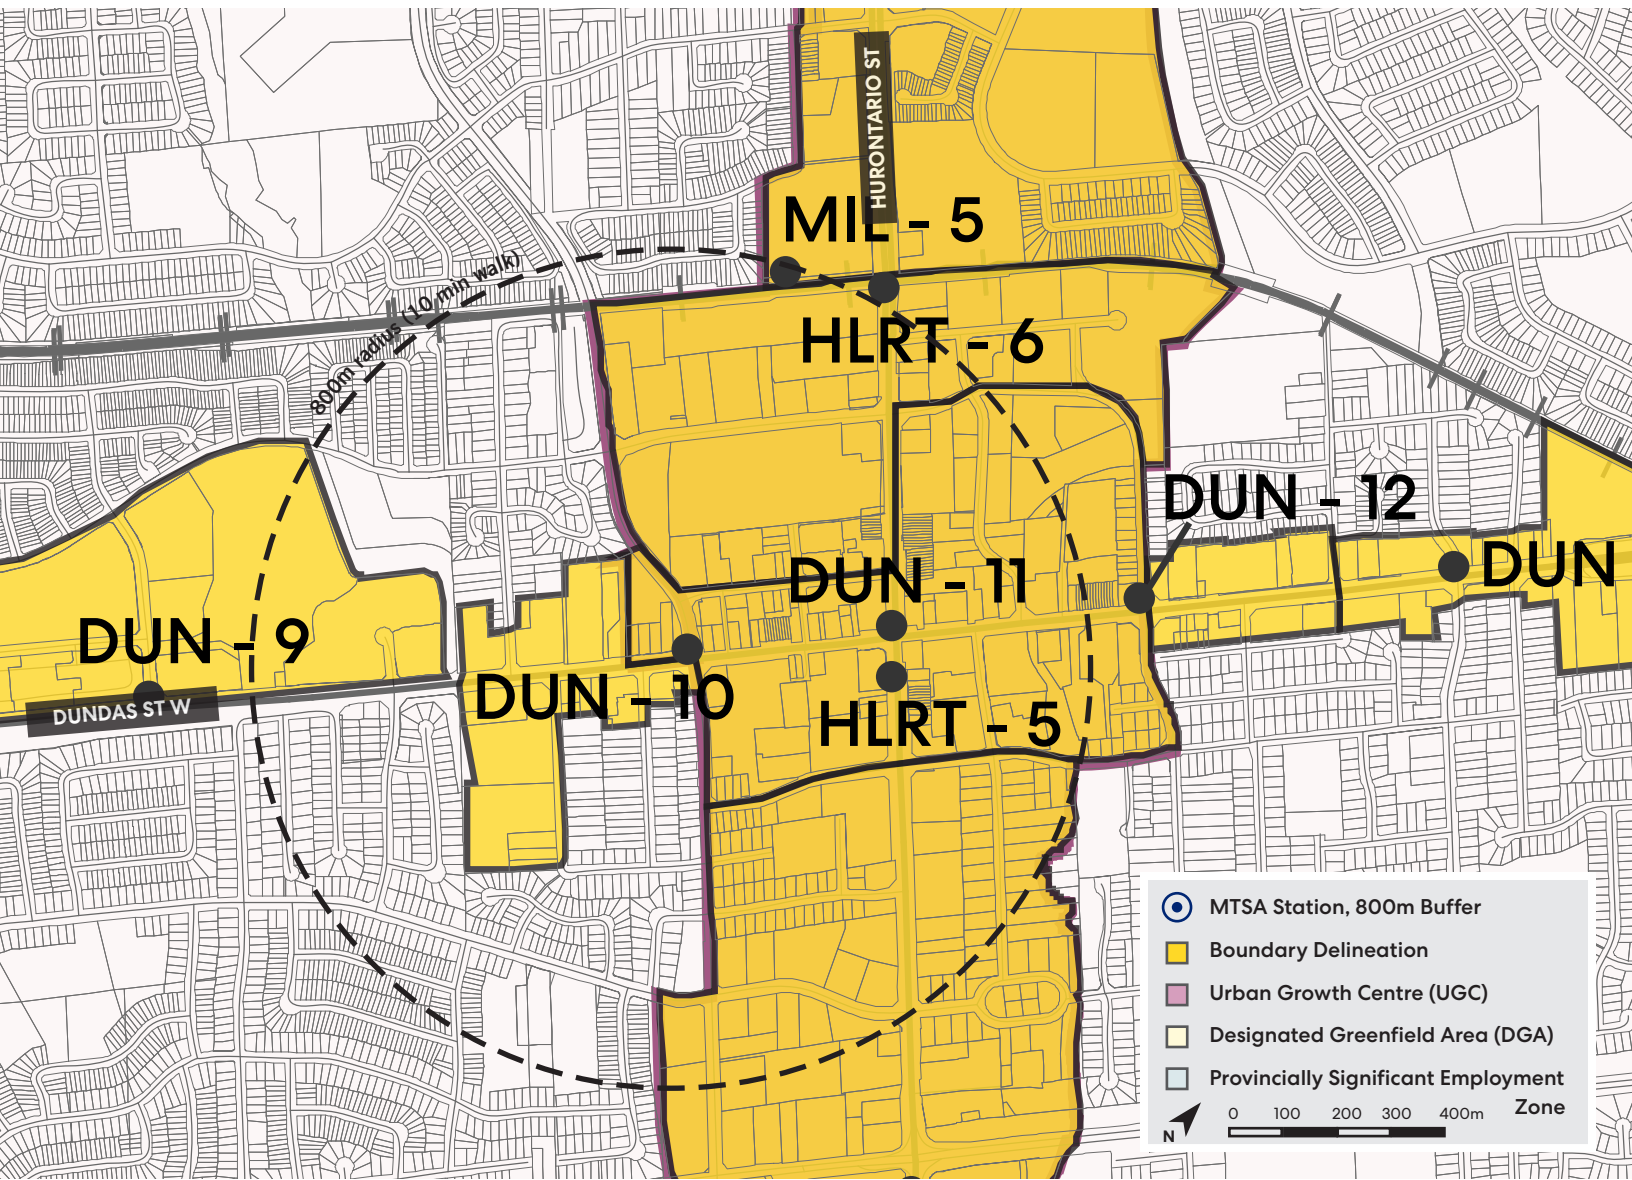 HURONTARIO ST
MIL - 5
800m radius (10 min walk)
HLRT - 6
DUN - 12
DUN - 11
DUN
DUN - 9
DUN - 10
DUNDAS ST W
HLRT - 5
MTSA Station, 800m Buffer
Boundary Delineation
Urban Growth Centre (UGC)
Designated Greenfield Area (DGA)
Provincially Significant Employment
Zone
N
0 100 200 300 400m